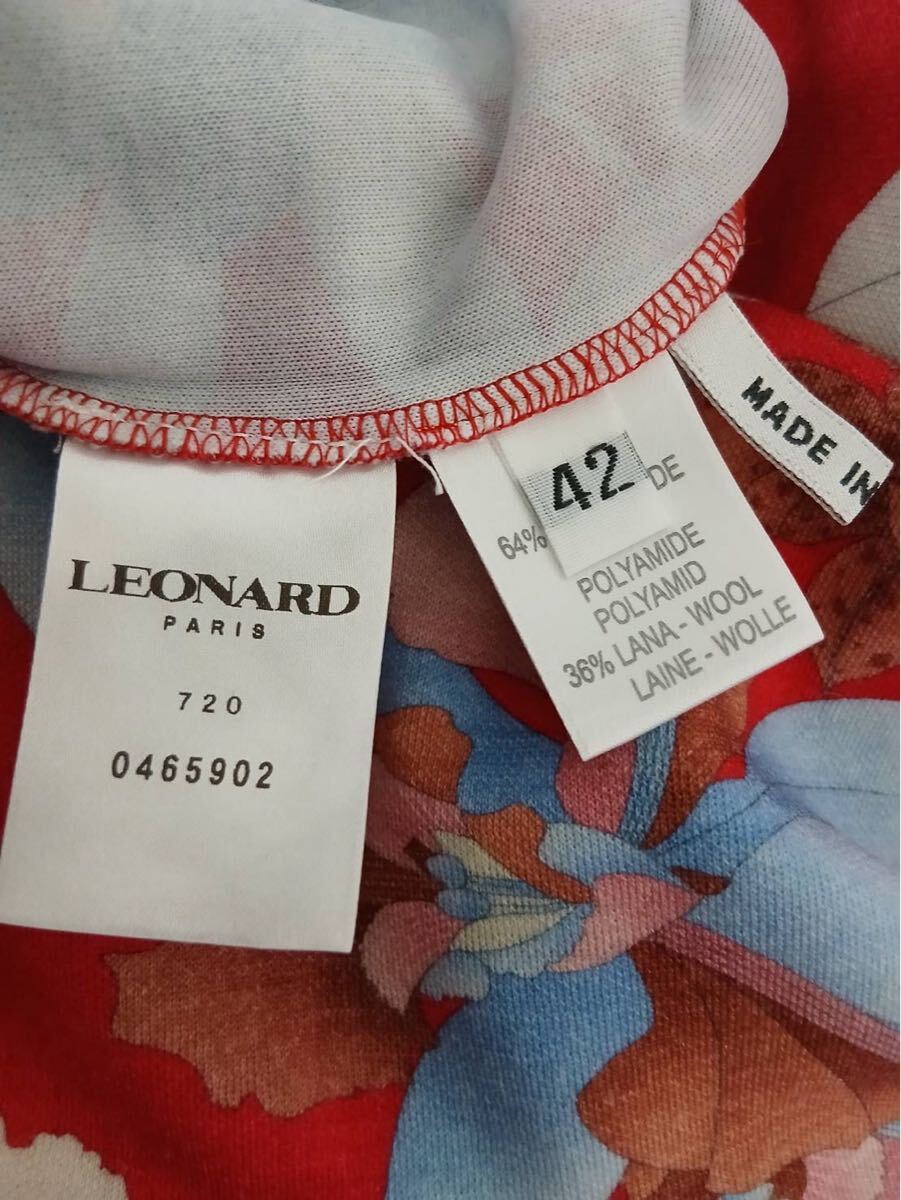 LEONARD
PARIS
720
0465902
42
64%
DE
POLYAMIDE
POLYAMID
36% LANA - WOOL
LAINE - WOLLE
MADE IN